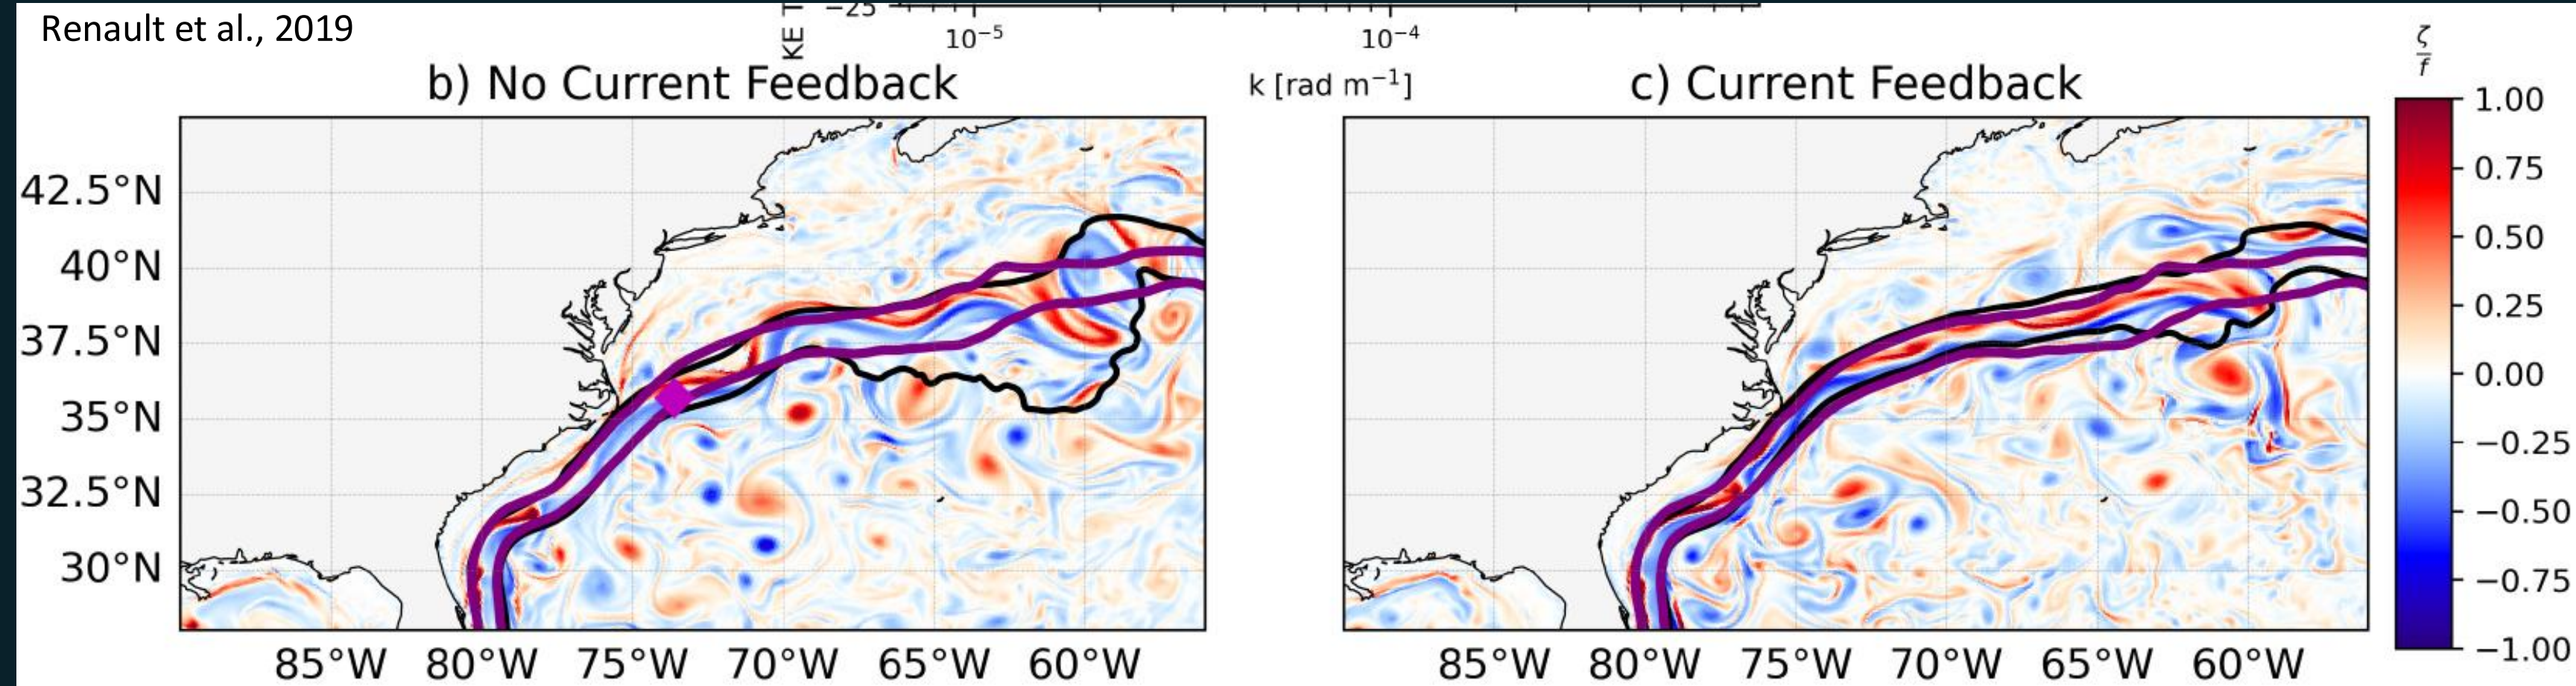 Renault et al., 2019
KE T
−25
10⁻⁵ 10⁻⁴
k [rad m⁻¹]
b) No Current Feedback
c) Current Feedback
ζ/f
42.5°N
40°N
37.5°N
35°N
32.5°N
30°N
85°W 80°W 75°W 70°W 65°W 60°W
85°W 80°W 75°W 70°W 65°W 60°W
1.00
0.75
0.50
0.25
0.00
−0.25
−0.50
−0.75
−1.00